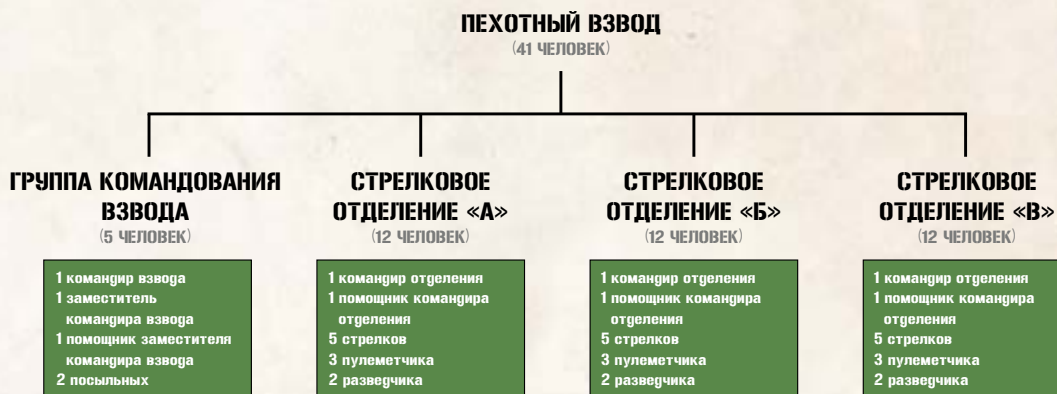 ПЕХОТНЫЙ ВЗВОД
(41 ЧЕЛОВЕК)
ГРУППА КОМАНДОВАНИЯ
ВЗВОДА
(5 ЧЕЛОВЕК)
1 командир взвода
1 заместитель
командира взвода
1 помощник заместителя
командира взвода
2 посыльных
СТРЕЛКОВОЕ
ОТДЕЛЕНИЕ «А»
(12 ЧЕЛОВЕК)
1 командир отделения
1 помощник командира
отделения
5 стрелков
3 пулеметчика
2 разведчика
СТРЕЛКОВОЕ
ОТДЕЛЕНИЕ «Б»
(12 ЧЕЛОВЕК)
1 командир отделения
1 помощник командира
отделения
5 стрелков
3 пулеметчика
2 разведчика
СТРЕЛКОВОЕ
ОТДЕЛЕНИЕ «В»
(12 ЧЕЛОВЕК)
1 командир отделения
1 помощник командира
отделения
5 стрелков
3 пулеметчика
2 разведчика